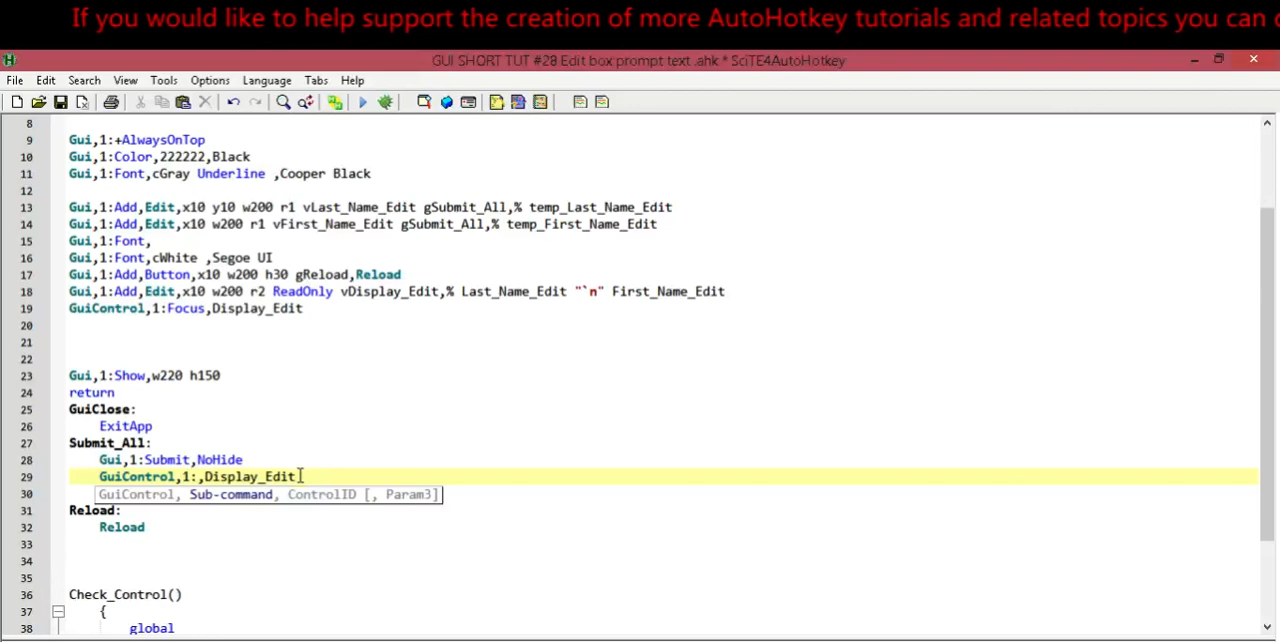 If you would like to help support the creation of more AutoHotkey tutorials and related topics you can
GUI SHORT TUT #28 Edit box prompt text .ahk * SciTE4AutoHotkey
File Edit Search View Tools Options Language Tabs Help
8
9 Gui,1:+AlwaysOnTop
10 Gui,1:Color,222222,Black
11 Gui,1:Font,cGray Underline ,Cooper Black
12
13 Gui,1:Add,Edit,x10 y10 w200 r1 vLast_Name_Edit gSubmit_All,% temp_Last_Name_Edit
14 Gui,1:Add,Edit,x10 w200 r1 vFirst_Name_Edit gSubmit_All,% temp_First_Name_Edit
15 Gui,1:Font,
16 Gui,1:Font,cWhite ,Segoe UI
17 Gui,1:Add,Button,x10 w200 h30 gReload,Reload
18 Gui,1:Add,Edit,x10 w200 r2 ReadOnly vDisplay_Edit,% Last_Name_Edit "`n" First_Name_Edit
19 GuiControl,1:Focus,Display_Edit
20
21
22
23 Gui,1:Show,w220 h150
24 return
25 GuiClose:
26 ExitApp
27 Submit_All:
28 Gui,1:Submit,NoHide
29 GuiControl,1:,Display_Edit
30 GuiControl, Sub-command, ControlID [, Param3]
31 Reload:
32 Reload
33
34
35
36 Check_Control()
37 {
38 global